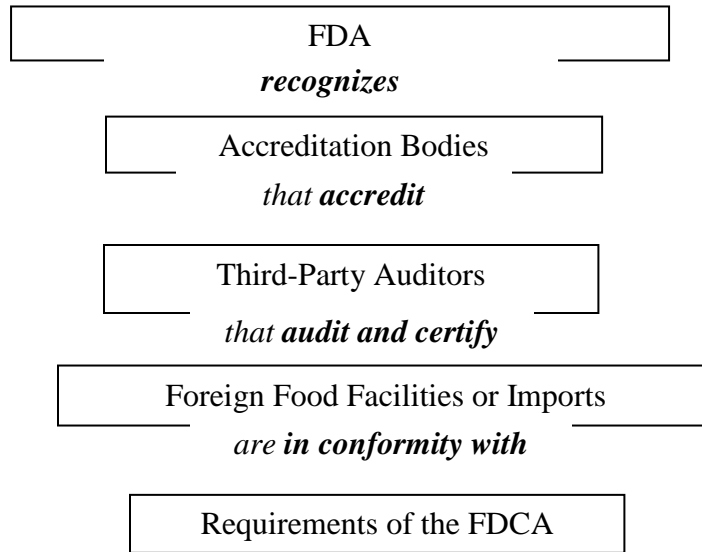 FDA
recognizes
Accreditation Bodies
that accredit
Third-Party Auditors
that audit and certify
Foreign Food Facilities or Imports
are in conformity with
Requirements of the FDCA